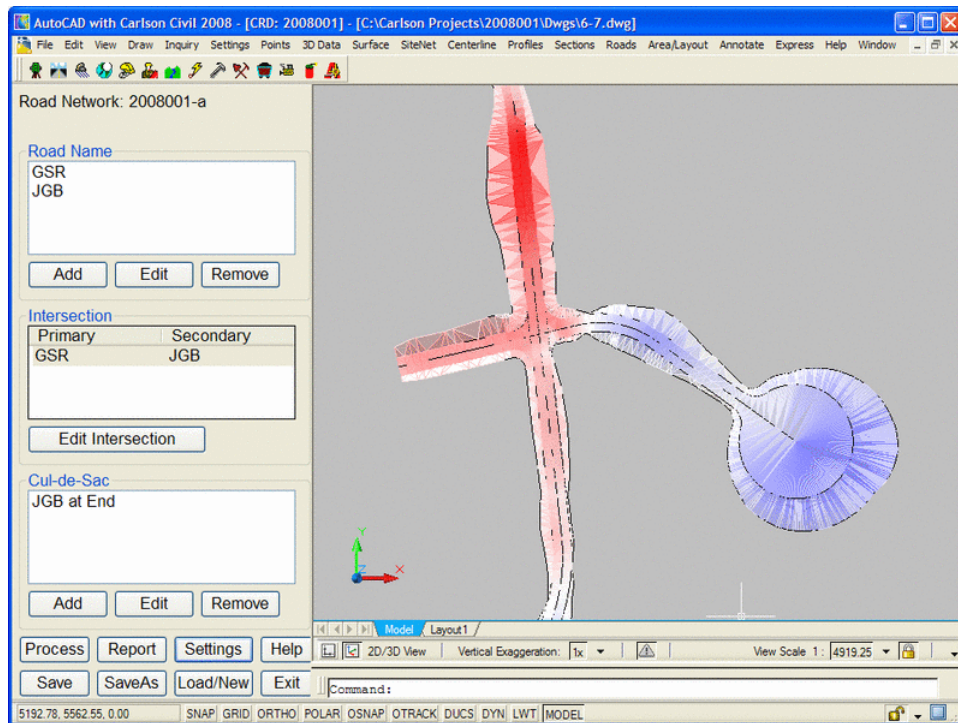 AutoCAD with Carlson Civil 2008 - [CRD: 2008001] - [C:\Carlson Projects\2008001\Dwgs\6-7.dwg]
File Edit View Draw Inquiry Settings Points 3D Data Surface SiteNet Centerline Profiles Sections Roads Area/Layout Annotate Express Help Window
Road Network: 2008001-a
Road Name
GSR
JGB
Add Edit Remove
Intersection
Primary Secondary
GSR JGB
Edit Intersection
Cul-de-Sac
JGB at End
Add Edit Remove
Process Report Settings Help
Save SaveAs Load/New Exit
Y
X
Z
Model Layout1
2D/3D View Vertical Exaggeration: 1x View Scale 1 : 4919.25
Command:
5192.78, 5562.55, 0.00 SNAP GRID ORTHO POLAR OSNAP OTRACK DUCS DYN LWT MODEL